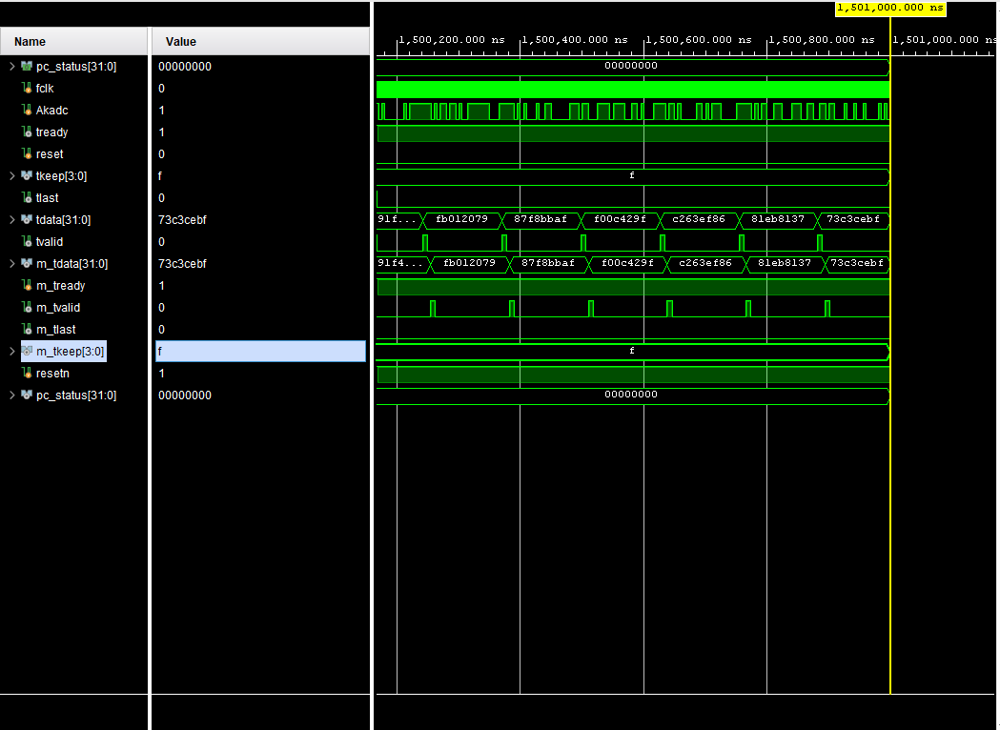 1,501,000.000 ns
Name Value
1,500,200.000 ns 1,500,400.000 ns 1,500,600.000 ns 1,500,800.000 ns 1,501,000.000 ns
pc_status[31:0] 00000000 00000000
fclk 0
Akadc 1
tready 1
reset 0
tkeep[3:0] f f
tlast 0
tdata[31:0] 73c3cebf 91f... fb012079 87f8bbaf f00c429f c263ef86 81eb8137 73c3cebf
tvalid 0
m_tdata[31:0] 73c3cebf 91f4... fb012079 87f8bbaf f00c429f c263ef86 81eb8137 73c3cebf
m_tready 1
m_tvalid 0
m_tlast 0
m_tkeep[3:0] f f
resetn 1
pc_status[31:0] 00000000 00000000